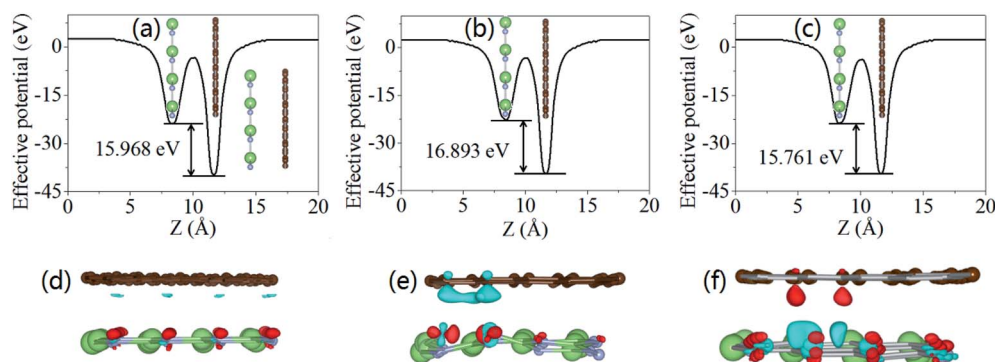 (a)
Effective potential (eV)
0
-15
-30
-45
15.968 eV
0 5 10 15 20
Z (Å)
(b)
Effective potential (eV)
0
-15
-30
-45
16.893 eV
0 5 10 15 20
Z (Å)
(c)
Effective potential (eV)
0
-15
-30
-45
15.761 eV
0 5 10 15 20
Z (Å)
(d)
(e)
(f)